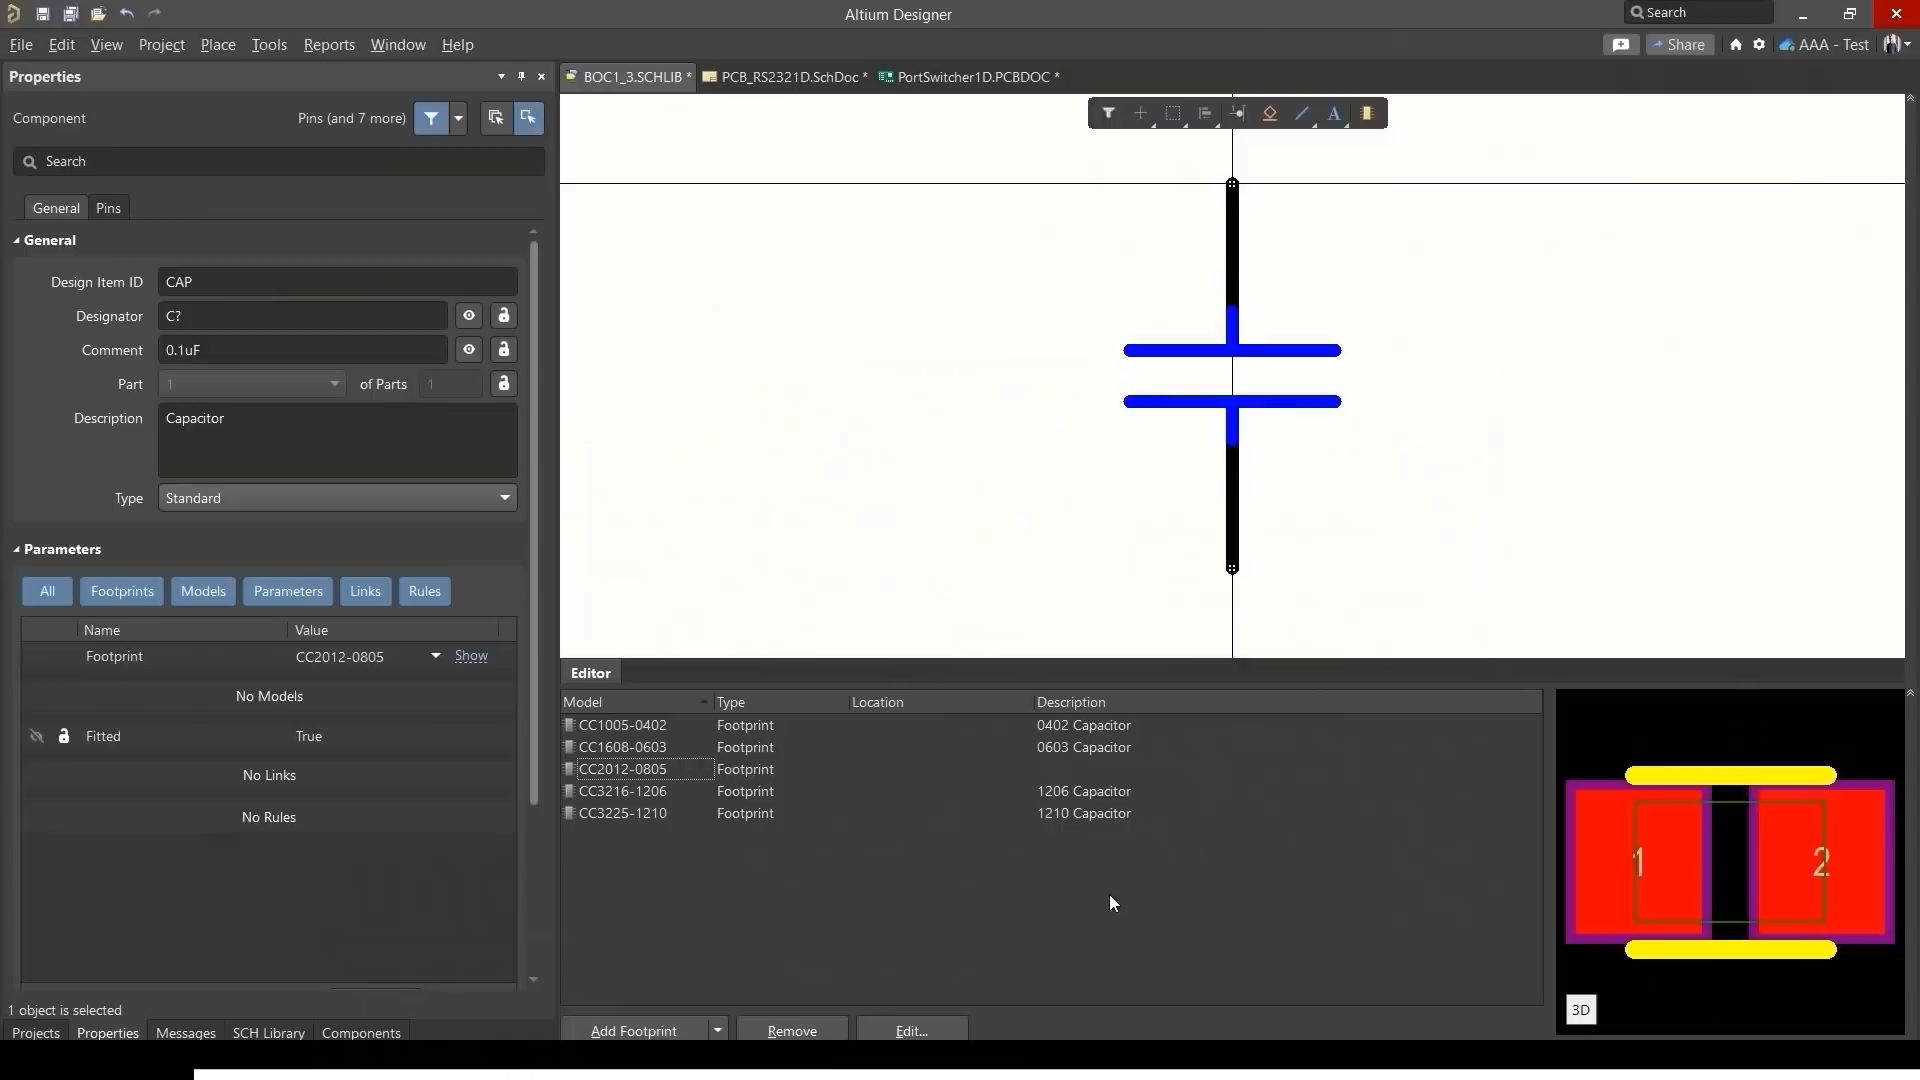 Altium Designer
Search
File Edit View Project Place Tools Reports Window Help
Share
AAA - Test
Properties
BOC1_3.SCHLIB * PCB_RS2321D.SchDoc * PortSwitcher1D.PCBDOC *
Component Pins (and 7 more)
Search
General Pins
General
Design Item ID CAP
Designator C?
Comment 0.1uF
Part 1 of Parts 1
Description Capacitor
Type Standard
Parameters
All Footprints Models Parameters Links Rules
Name Value
Footprint CC2012-0805 Show
No Models
Fitted True
No Links
No Rules
1 object is selected
Projects Properties Messages SCH Library Components
A
Editor
Model Type Location Description
CC1005-0402 Footprint 0402 Capacitor
CC1608-0603 Footprint 0603 Capacitor
CC2012-0805 Footprint
CC3216-1206 Footprint 1206 Capacitor
CC3225-1210 Footprint 1210 Capacitor
Add Footprint Remove Edit...
1 2
3D